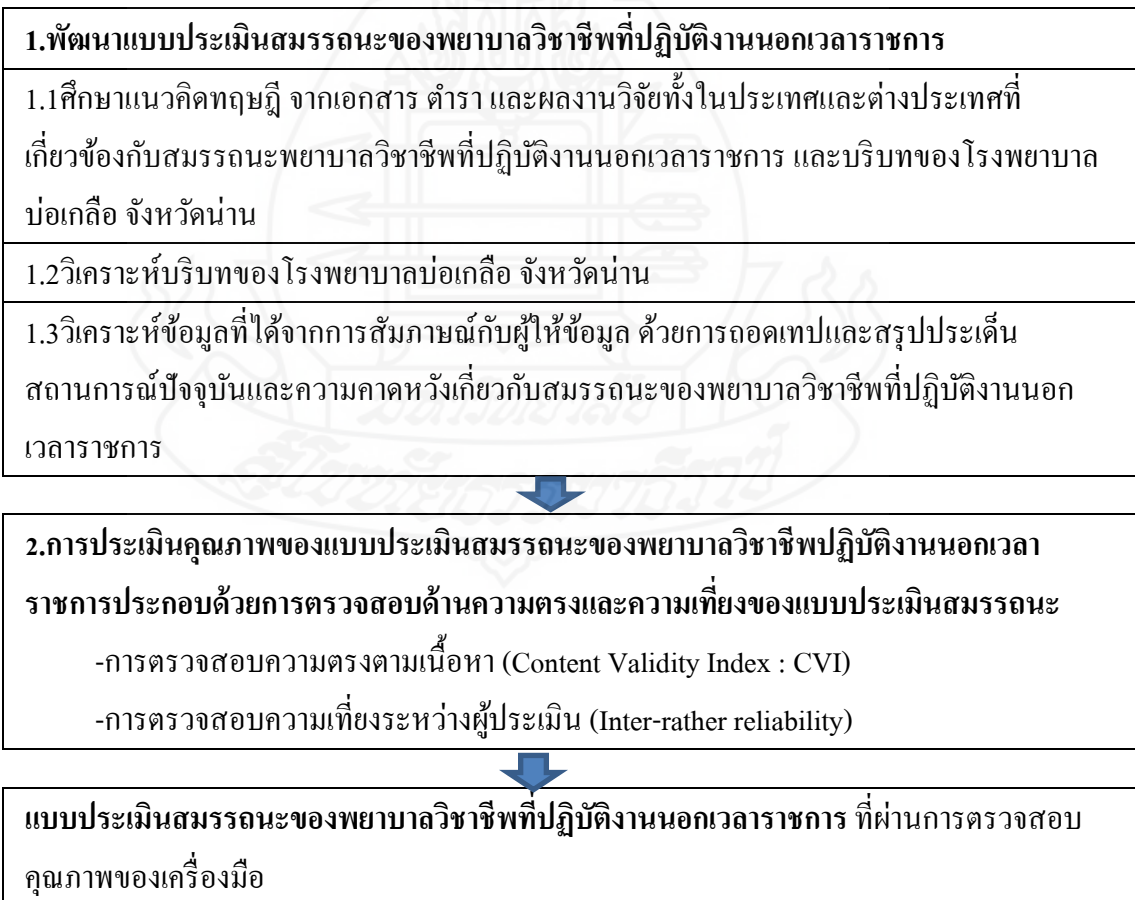 1.พัฒนาแบบประเมินสมรรถนะของพยาบาลวิชาชีพที่ปฏิบัติงานนอกเวลาราชการ
1.1ศึกษาแนวคิดทฤษฎี จากเอกสาร ตำรา และผลงานวิจัยทั้งในประเทศและต่างประเทศที่
เกี่ยวข้องกับสมรรถนะพยาบาลวิชาชีพที่ปฏิบัติงานนอกเวลาราชการ และบริบทของโรงพยาบาล
บ่อเกลือ จังหวัดน่าน
1.2วิเคราะห์บริบทของโรงพยาบาลบ่อเกลือ จังหวัดน่าน
1.3วิเคราะห์ข้อมูลที่ได้จากการสัมภาษณ์กับผู้ให้ข้อมูล ด้วยการถอดเทปและสรุปประเด็น
สถานการณ์ปัจจุบันและความคาดหวังเกี่ยวกับสมรรถนะของพยาบาลวิชาชีพที่ปฏิบัติงานนอก
เวลาราชการ
2.การประเมินคุณภาพของแบบประเมินสมรรถนะของพยาบาลวิชาชีพปฏิบัติงานนอกเวลา
ราชการประกอบด้วยการตรวจสอบด้านความตรงและความเที่ยงของแบบประเมินสมรรถนะ
-การตรวจสอบความตรงตามเนื้อหา (Content Validity Index : CVI)
-การตรวจสอบความเที่ยงระหว่างผู้ประเมิน (Inter-rather reliability)
แบบประเมินสมรรถนะของพยาบาลวิชาชีพที่ปฏิบัติงานนอกเวลาราชการ ที่ผ่านการตรวจสอบ
คุณภาพของเครื่องมือ